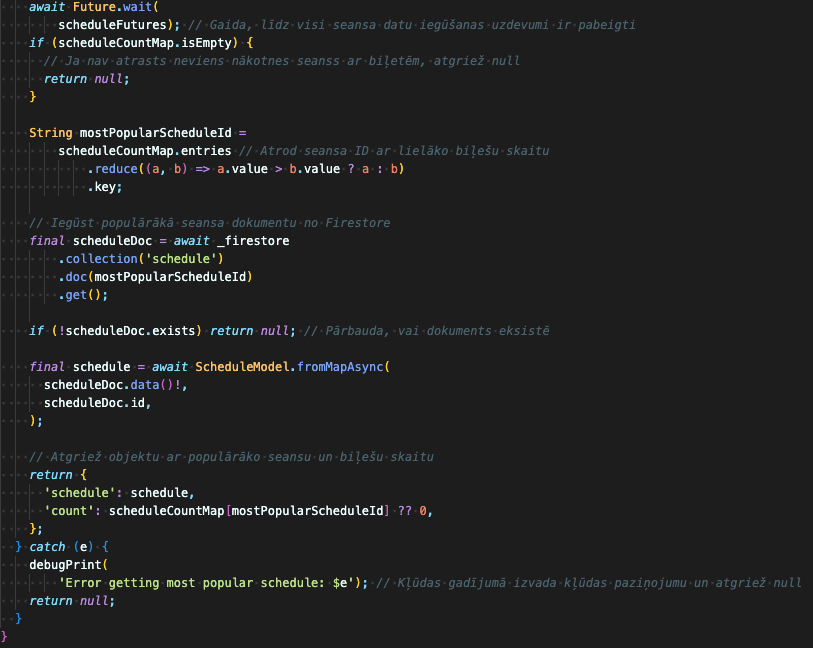 await Future.wait(
scheduleFutures); // Gaida, līdz visi seansa datu iegūšanas uzdevumi ir pabeigti
if (scheduleCountMap.isEmpty) {
// Ja nav atrasts neviens nākotnes seanss ar biļetēm, atgriež null
return null;
}
String mostPopularScheduleId =
scheduleCountMap.entries // Atrod seansa ID ar lielāko biļešu skaitu
.reduce((a, b) => a.value > b.value ? a : b)
.key;
// Iegūst populārākā seansa dokumentu no Firestore
final scheduleDoc = await _firestore
.collection('schedule')
.doc(mostPopularScheduleId)
.get();
if (!scheduleDoc.exists) return null; // Pārbauda, vai dokuments eksistē
final schedule = await ScheduleModel.fromMapAsync(
scheduleDoc.data()!,
scheduleDoc.id,
);
// Atgriež objektu ar populārāko seansu un biļešu skaitu
return {
'schedule': schedule,
'count': scheduleCountMap[mostPopularScheduleId] ?? 0,
};
} catch (e) {
debugPrint(
'Error getting most popular schedule: $e'); // Kļūdas gadījumā izvada kļūdas paziņojumu un atgriež null
return null;
}
}